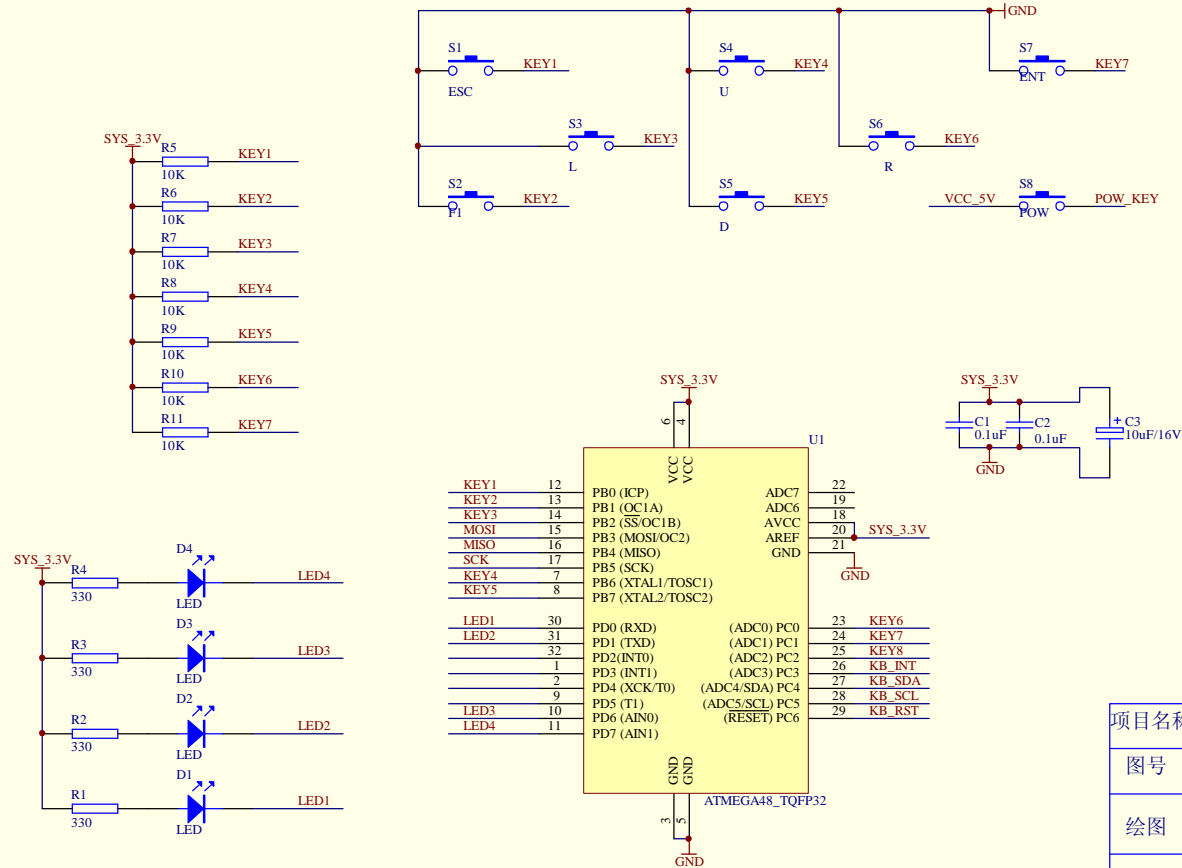 GND
S1
KEY1
ESC
S4
KEY4
U
S7
KEY7
ENT
S3
KEY3
L
S6
KEY6
R
S2
KEY2
F1
S5
KEY5
D
VCC_5V
S8
POW_KEY
POW
SYS_3.3V
R5
KEY1
10K
R6
KEY2
10K
R7
KEY3
10K
R8
KEY4
10K
R9
KEY5
10K
R10
KEY6
10K
R11
KEY7
10K
SYS_3.3V
C1
0.1uF
C2
0.1uF
+
C3
10uF/16V
GND
SYS_3.3V
R4
330
D4
LED
LED4
R3
330
D3
LED
LED3
R2
330
D2
LED
LED2
R1
330
D1
LED
LED1
SYS_3.3V
6
4
VCC
VCC
U1
KEY1 12 PB0 (ICP)
KEY2 13 PB1 (OC1A)
KEY3 14 PB2 (SS/OC1B)
MOSI 15 PB3 (MOSI/OC2)
MISO 16 PB4 (MISO)
SCK 17 PB5 (SCK)
KEY4 7 PB6 (XTAL1/TOSC1)
KEY5 8 PB7 (XTAL2/TOSC2)
LED1 30 PD0 (RXD)
LED2 31 PD1 (TXD)
32 PD2(INT0)
1 PD3 (INT1)
2 PD4 (XCK/T0)
9 PD5 (T1)
LED3 10 PD6 (AIN0)
LED4 11 PD7 (AIN1)
ADC7 22
ADC6 19
AVCC 18
AREF 20 SYS_3.3V
GND 21
GND
(ADC0) PC0 23 KEY6
(ADC1) PC1 24 KEY7
(ADC2) PC2 25 KEY8
(ADC3) PC3 26 KB_INT
(ADC4/SDA) PC4 27 KB_SDA
(ADC5/SCL) PC5 28 KB_SCL
(RESET) PC6 29 KB_RST
GND
GND
ATMEGA48_TQFP32
3
5
GND
项目名称
图号
绘图